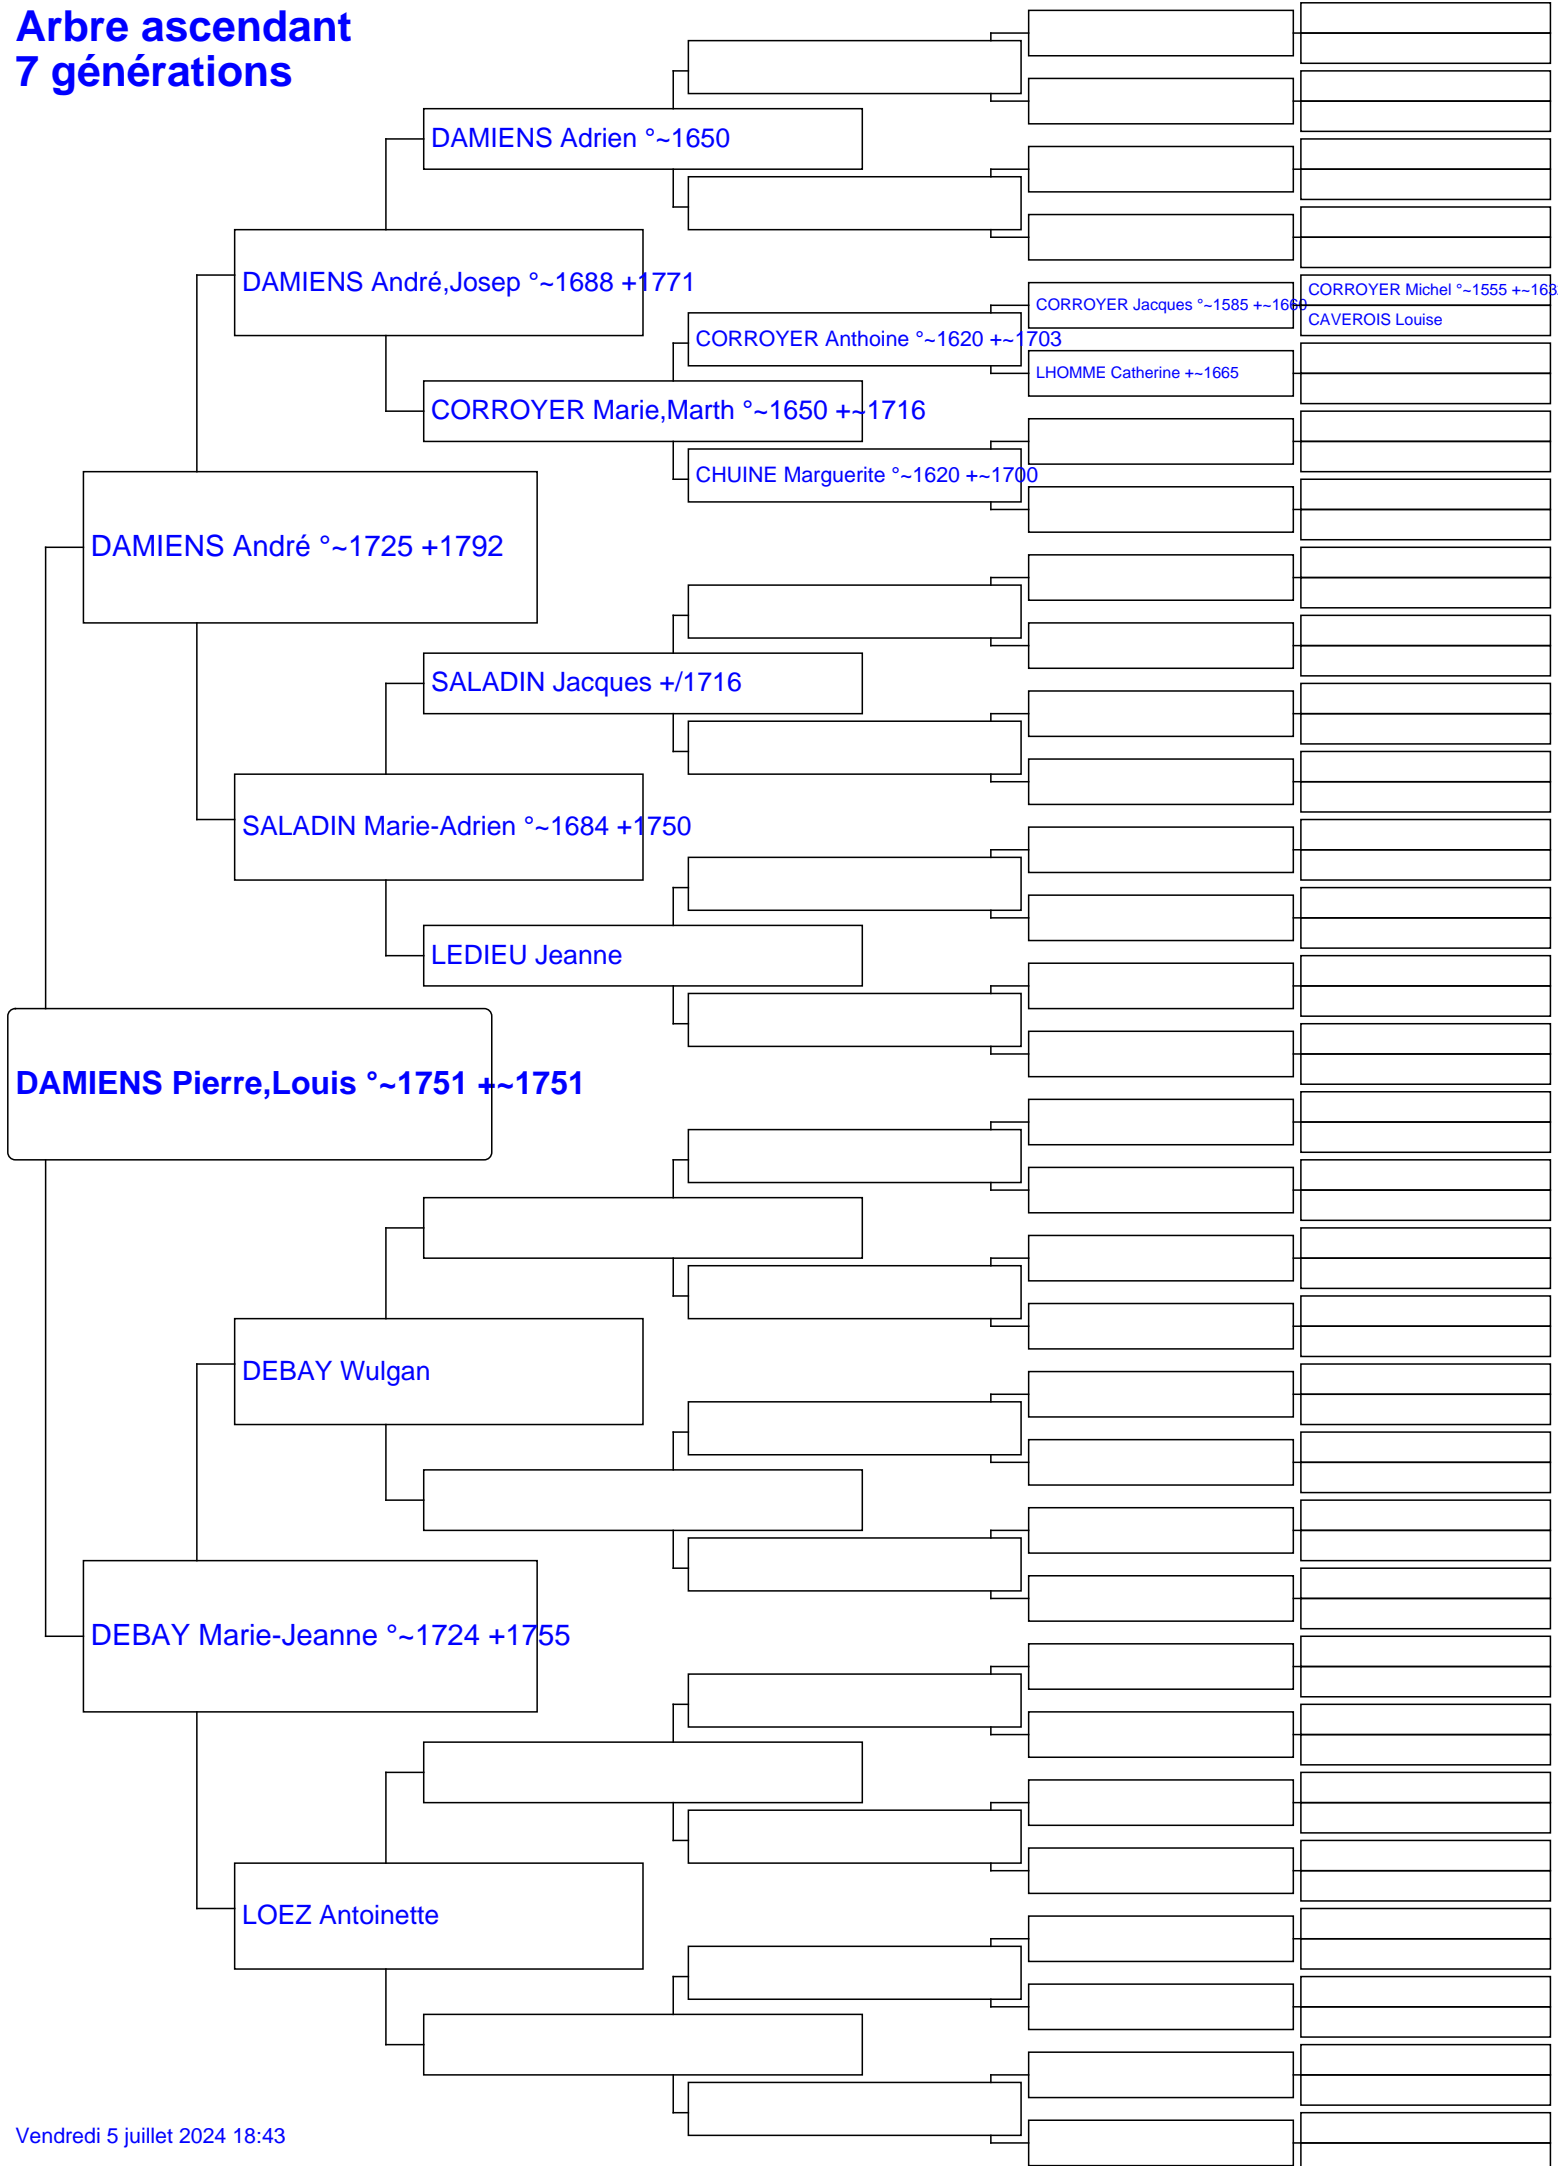 Arbre ascendant
7 générations
DAMIENS Adrien °~1650
DAMIENS André,Josep °~1688 +1771
CORROYER Michel °~1555 +~163
CORROYER Jacques °~1585 +~1660
CAVEROIS Louise
CORROYER Anthoine °~1620 +~1703
LHOMME Catherine +~1665
CORROYER Marie,Marth °~1650 +~1716
CHUINE Marguerite °~1620 +~1700
DAMIENS André °~1725 +1792
SALADIN Jacques +/1716
SALADIN Marie-Adrien °~1684 +1750
LEDIEU Jeanne
DAMIENS Pierre,Louis °~1751 +~1751
DEBAY Wulgan
DEBAY Marie-Jeanne °~1724 +1755
LOEZ Antoinette
Vendredi 5 juillet 2024 18:43